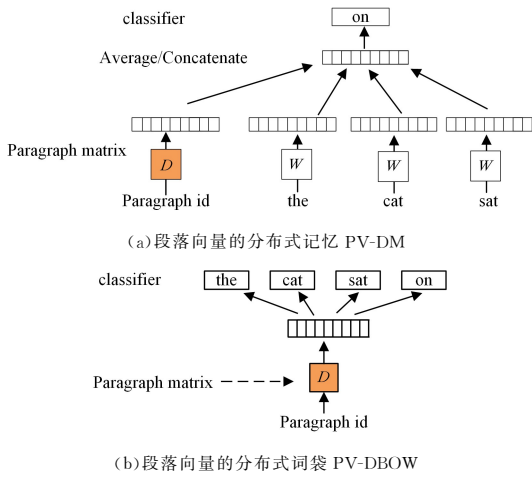 classifier
on
Average/Concatenate
Paragraph matrix
D W W W
Paragraph id the cat sat
(a)段落向量的分布式记忆 PV-DM
classifier the cat sat on
Paragraph matrix D
Paragraph id
(b)段落向量的分布式词袋 PV-DBOW